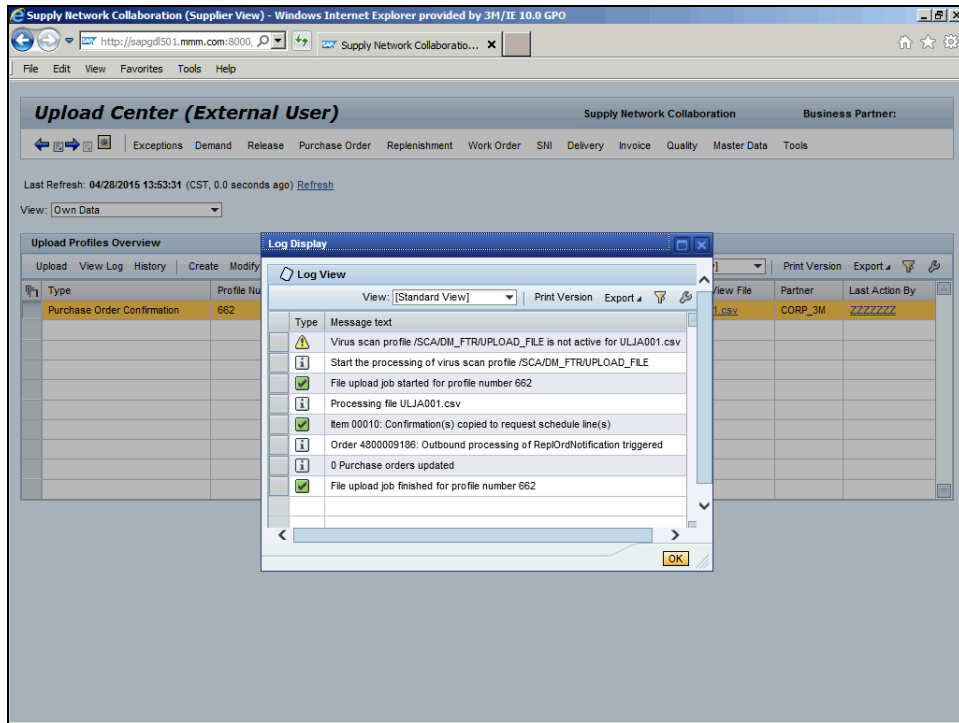 Supply Network Collaboration (Supplier View) - Windows Internet Explorer provided by 3M/IE 10.0 GPO
http://sapgdl501.mmm.com:8000,
Supply Network Collaboratio...
File Edit View Favorites Tools Help
Upload Center (External User)
Supply Network Collaboration
Business Partner:
Exceptions Demand Release Purchase Order Replenishment Work Order SNI Delivery Invoice Quality Master Data Tools
Last Refresh: 04/28/2015 13:53:31 (CST, 0.0 seconds ago) Refresh
View: Own Data
Upload Profiles Overview
Upload View Log History Create Modify
Print Version Export
Type Profile Nu View File Partner Last Action By
Purchase Order Confirmation 662 1.csv CORP_3M ZZZZZZZ
Log Display
Log View
View: [Standard View] Print Version Export
Type Message text
Virus scan profile /SCA/DM_FTR/UPLOAD_FILE is not active for ULJA001.csv
Start the processing of virus scan profile /SCA/DM_FTR/UPLOAD_FILE
File upload job started for profile number 662
Processing file ULJA001.csv
Item 00010: Confirmation(s) copied to request schedule line(s)
Order 4800009186: Outbound processing of ReplOrdNotification triggered
0 Purchase orders updated
File upload job finished for profile number 662
OK